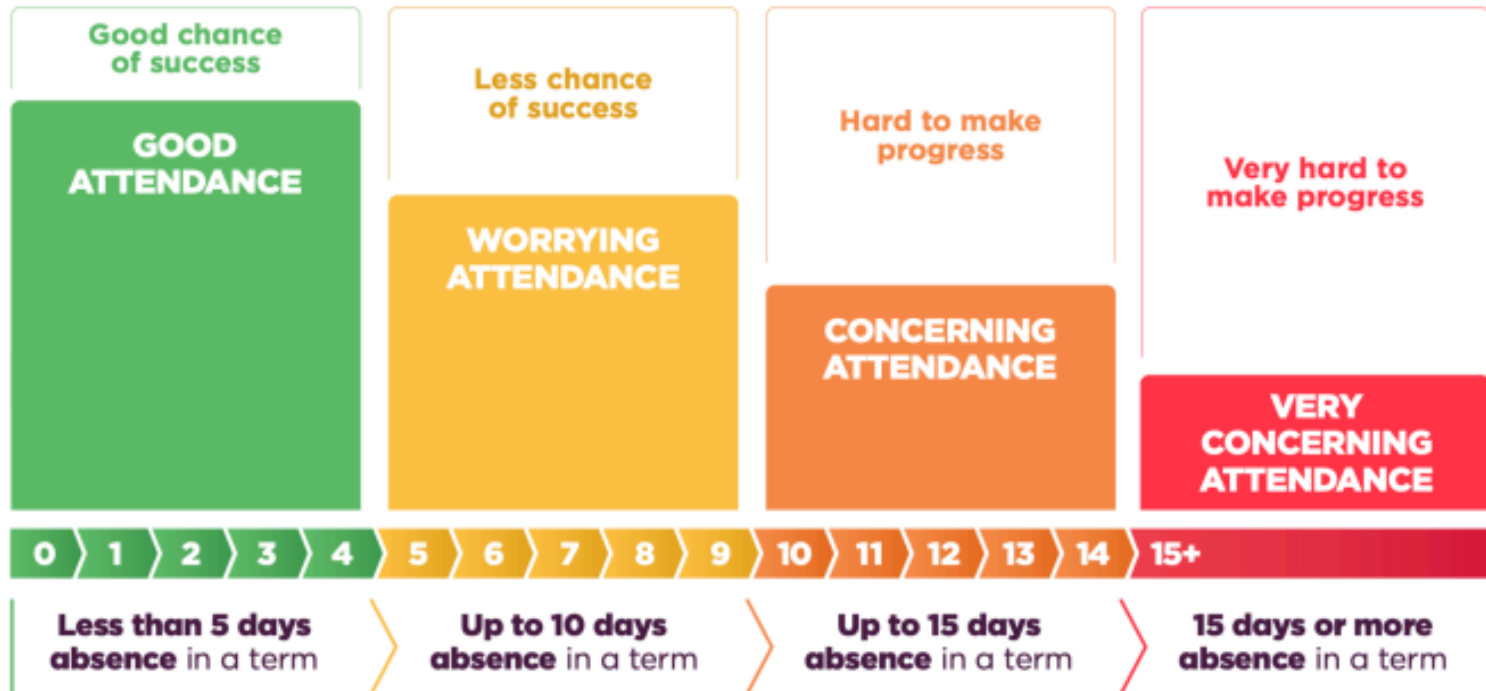 Good chance
of success
GOOD
ATTENDANCE
Less chance
of success
WORRYING
ATTENDANCE
Hard to make
progress
CONCERNING
ATTENDANCE
Very hard to
make progress
VERY
CONCERNING
ATTENDANCE
0 1 2 3 4 5 6 7 8 9 10 11 12 13 14 15+
Less than 5 days
absence in a term
Up to 10 days
absence in a term
Up to 15 days
absence in a term
15 days or more
absence in a term